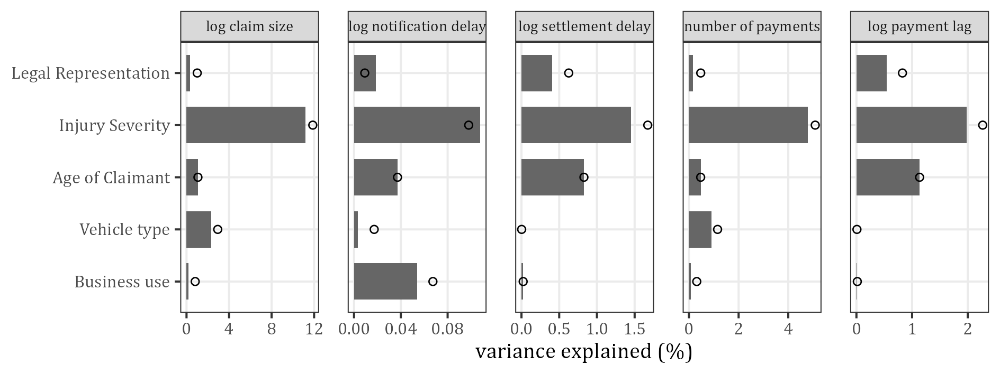 log claim size
log notification delay
log settlement delay
number of payments
log payment lag
Legal Representation
Injury Severity
Age of Claimant
Vehicle type
Business use
0 4 8 12
0.00 0.04 0.08
0.0 0.5 1.0 1.5
0 2 4
0 1 2
variance explained (%)